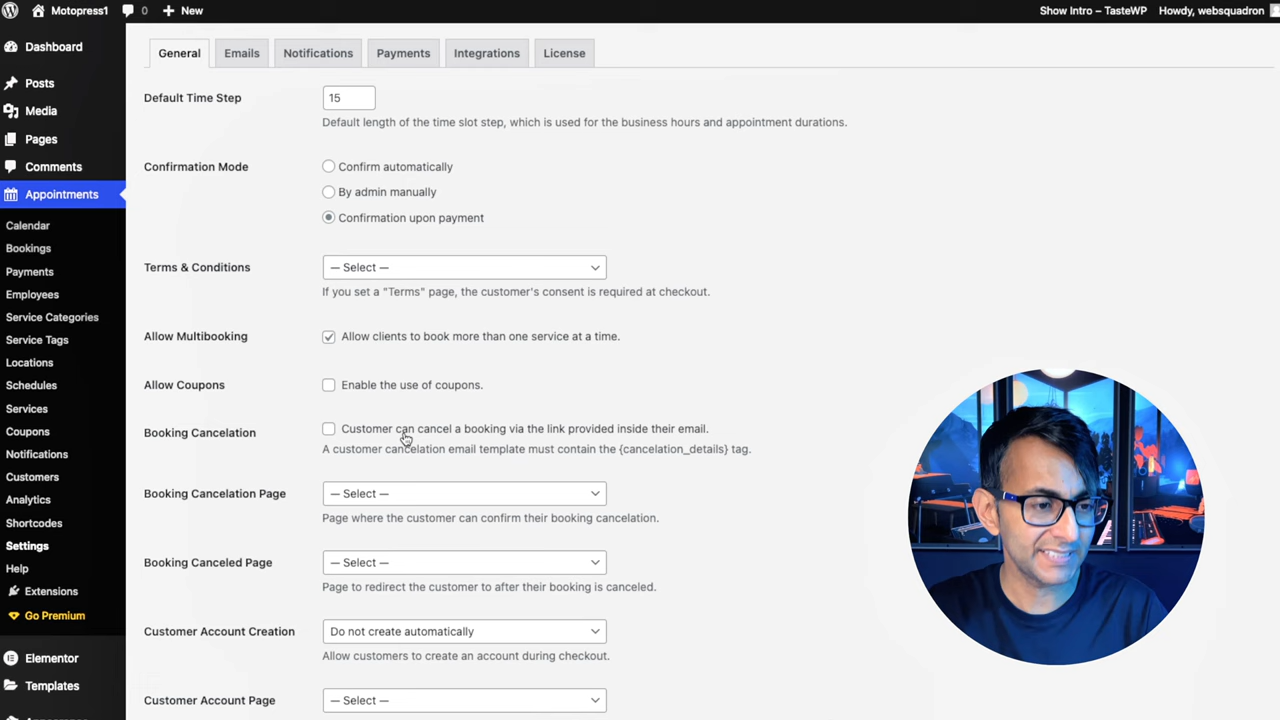 Motopress1
0
New
Show Intro – TasteWP
Howdy, websquadron
Dashboard
Posts
Media
Pages
Comments
Appointments
Calendar
Bookings
Payments
Employees
Service Categories
Service Tags
Locations
Schedules
Services
Coupons
Notifications
Customers
Analytics
Shortcodes
Settings
Help
Extensions
Go Premium
Elementor
Templates
General
Emails
Notifications
Payments
Integrations
License
Default Time Step
15
Default length of the time slot step, which is used for the business hours and appointment durations.
Confirmation Mode
Confirm automatically
By admin manually
Confirmation upon payment
Terms & Conditions
— Select —
If you set a "Terms" page, the customer's consent is required at checkout.
Allow Multibooking
Allow clients to book more than one service at a time.
Allow Coupons
Enable the use of coupons.
Booking Cancelation
Customer can cancel a booking via the link provided inside their email.
A customer cancelation email template must contain the {cancelation_details} tag.
Booking Cancelation Page
— Select —
Page where the customer can confirm their booking cancelation.
Booking Canceled Page
— Select —
Page to redirect the customer to after their booking is canceled.
Customer Account Creation
Do not create automatically
Allow customers to create an account during checkout.
Customer Account Page
— Select —